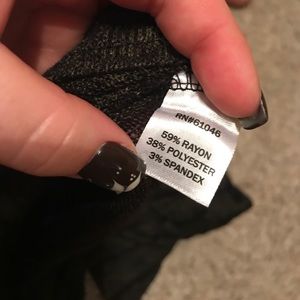 RN#61046
59% RAYON
38% POLYESTER
3% SPANDEX